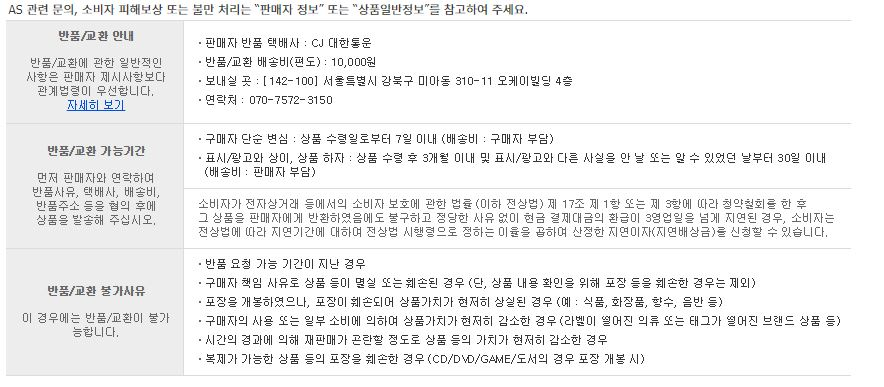 AS 관련 문의, 소비자 피해보상 또는 불만 처리는 "판매자 정보" 또는 "상품일반정보"를 참고하여 주세요.
반품/교환 안내
반품/교환에 관한 일반적인
사항은 판매자 제시사항보다
관계법령이 우선합니다.
자세히 보기
· 판매자 반품 택배사 : CJ 대한통운
· 반품/교환 배송비(편도) : 10,000원
· 보내실 곳 : [142-100] 서울특별시 강북구 미아동 310-11 오케이빌딩 4층
· 연락처 : 070-7572-3150
반품/교환 가능기간
먼저 판매자와 연락하여
반품사유, 택배사, 배송비,
반품주소 등을 협의 후에
상품을 발송해 주십시오.
· 구매자 단순 변심 : 상품 수령일로부터 7일 이내 (배송비 : 구매자 부담)
· 표시/광고와 상이, 상품 하자 : 상품 수령 후 3개월 이내 및 표시/광고와 다른 사실을 안 날 또는 알 수 있었던 날부터 30일 이내
(배송비 : 판매자 부담)
소비자가 전자상거래 등에서의 소비자 보호에 관한 법률 (이하 전상법) 제 17조 제 1항 또는 제 3항에 따라 청약철회를 한 후
그 상품을 판매자에게 반환하였음에도 불구하고 정당한 사유 없이 현금 결제대금의 환급이 3영업일을 넘게 지연된 경우, 소비자는
전상법에 따라 지연기간에 대하여 전상법 시행령으로 정하는 이율을 곱하여 산정한 지연이자(지연배상금)를 신청할 수 있습니다.
반품/교환 불가사유
이 경우에는 반품/교환이 불가
능합니다.
· 반품 요청 가능 기간이 지난 경우
· 구매자 책임 사유로 상품 등이 멸실 또는 훼손된 경우 (단, 상품 내용 확인을 위해 포장 등을 훼손한 경우는 제외)
· 포장을 개봉하였으나, 포장이 훼손되어 상품가치가 현저히 상실된 경우 (예 : 식품, 화장품, 향수, 음반 등)
· 구매자의 사용 또는 일부 소비에 의하여 상품가치가 현저히 감소한 경우 (라벨이 떨어진 의류 또는 태그가 떨어진 브랜드 상품 등)
· 시간의 경과에 의해 재판매가 곤란할 정도로 상품 등의 가치가 현저히 감소한 경우
· 복제가 가능한 상품 등의 포장을 훼손한 경우 (CD/DVD/GAME/도서의 경우 포장 개봉 시)